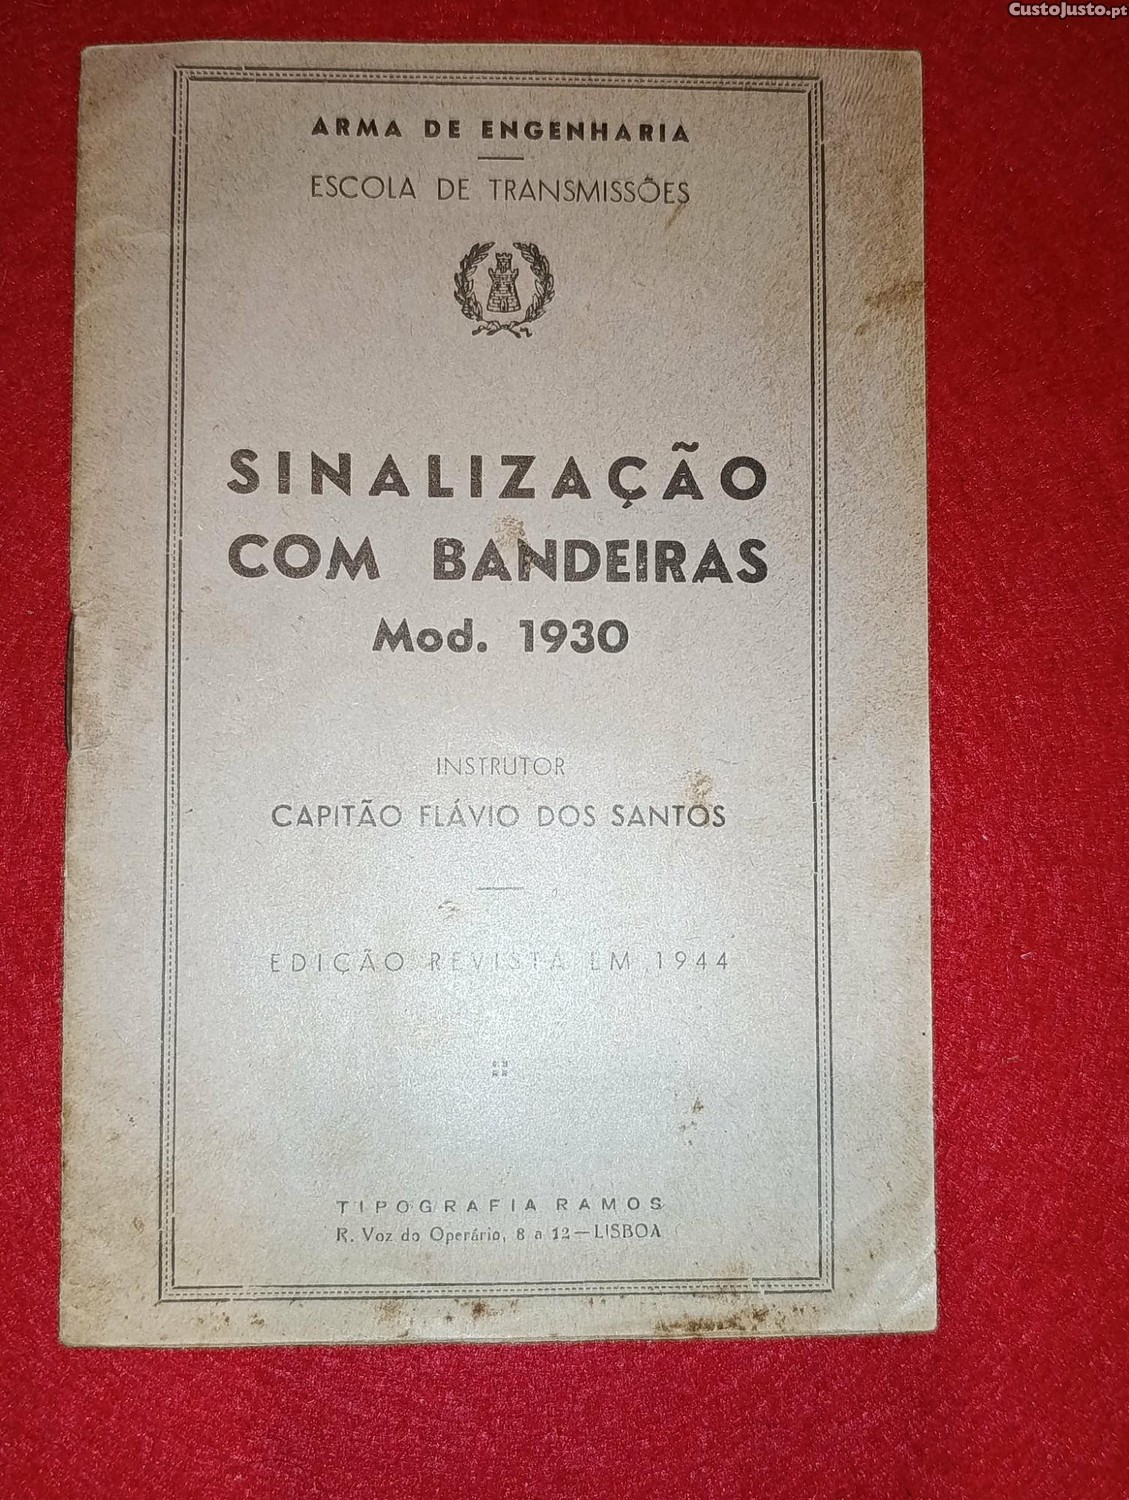 CustoJusto.pt
ARMA DE ENGENHARIA
ESCOLA DE TRANSMISSÕES
SINALIZAÇÃO
COM BANDEIRAS
Mod. 1930
INSTRUTOR
CAPITÃO FLÁVIO DOS SANTOS
EDIÇÃO REVISTA EM 1944
TIPOGRAFIA RAMOS
R. Voz do Operário, 8 a 12—LISBOA